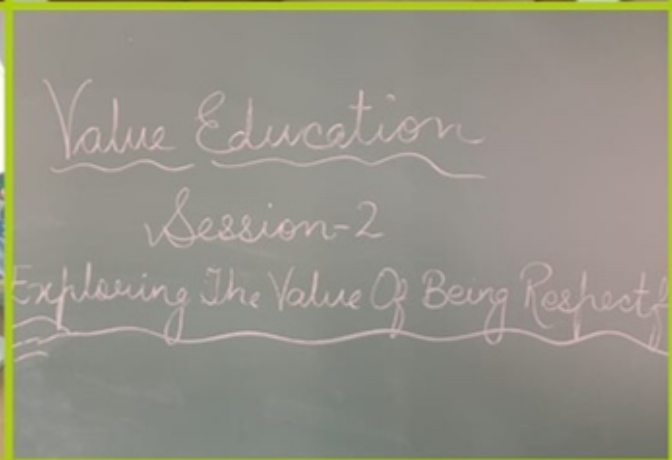 Value Education
Session-2
Exploring The Value Of Being Respectf